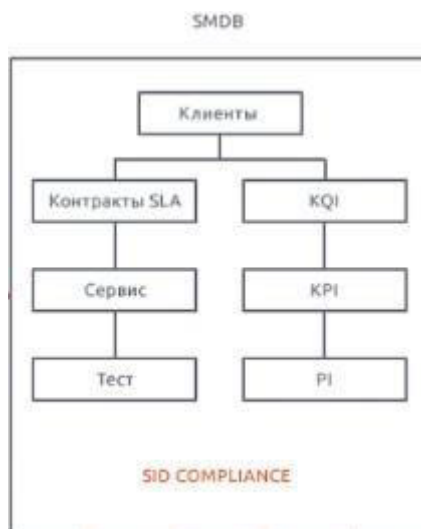 SMDB
Клиенты
Контракты SLA
KQI
Сервис
KPI
Тест
PI
SID COMPLIANCE